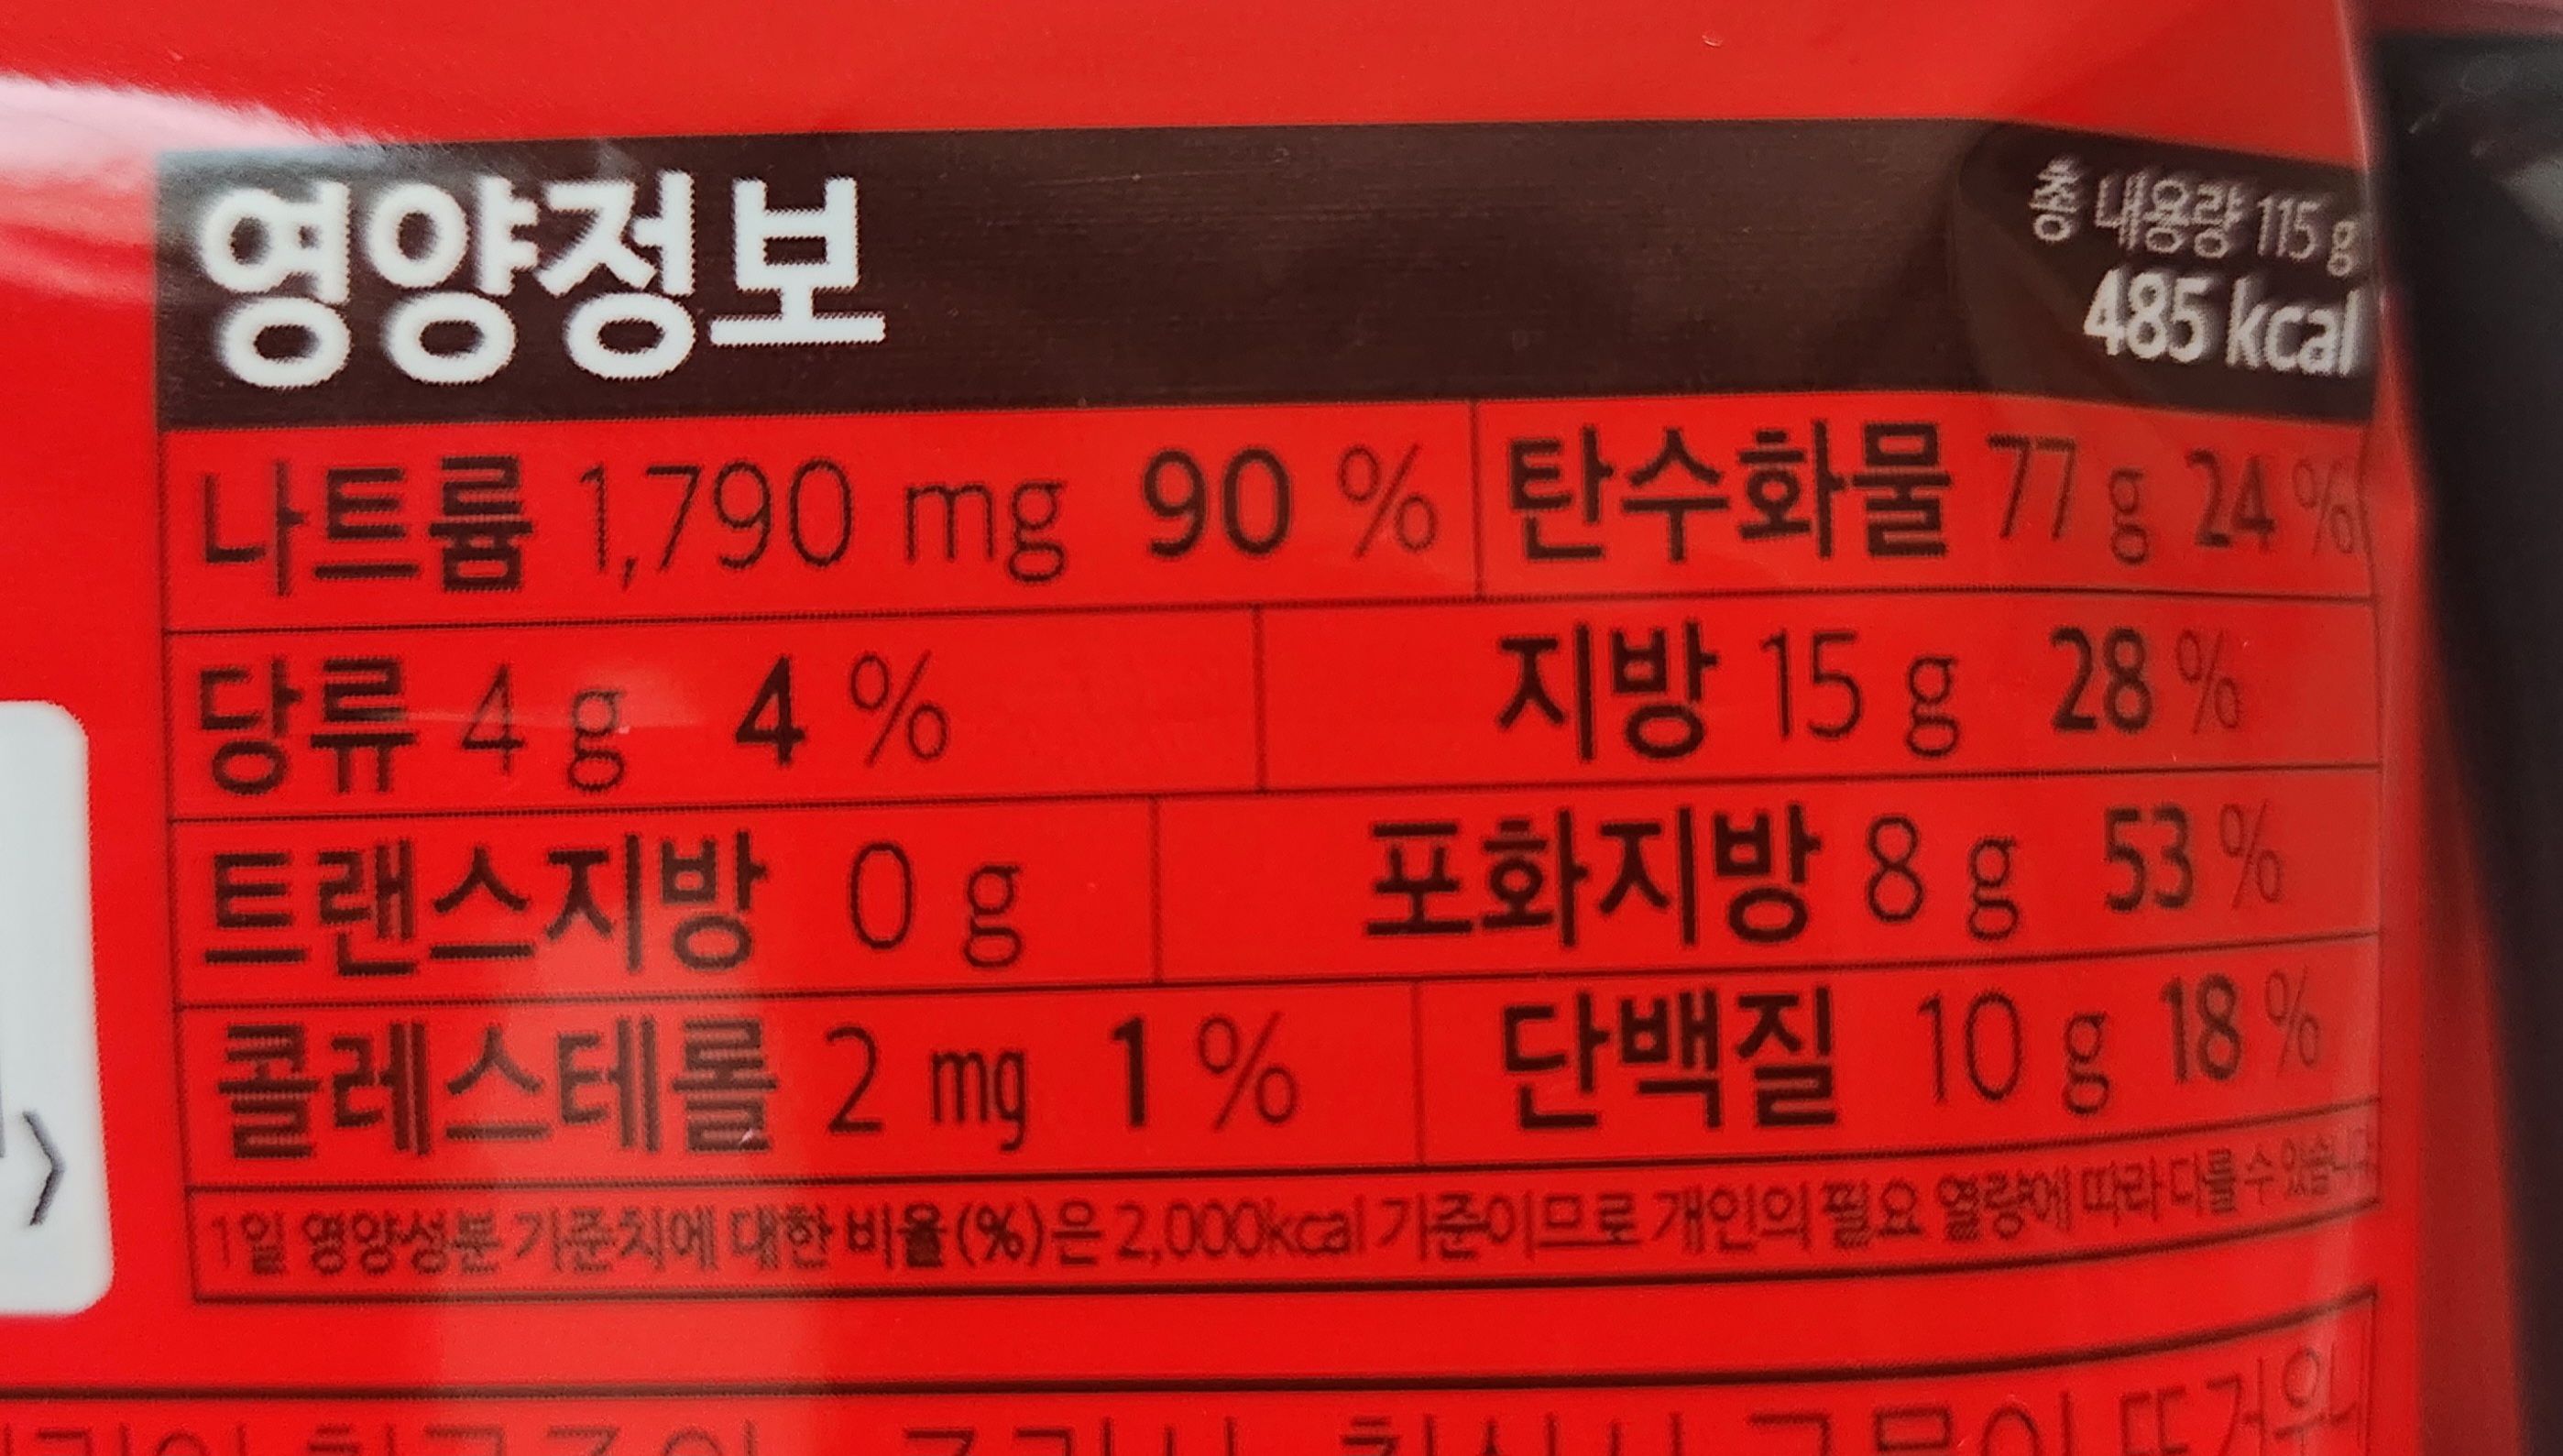 영양정보
총 내용량 115 g
485 kcal
나트륨 1,790 mg 90 % 탄수화물 77 g 24 %
당류 4 g 4 % 지방 15 g 28 %
트랜스지방 0 g 포화지방 8 g 53 %
콜레스테롤 2 mg 1 % 단백질 10 g 18 %
1일 영양성분 기준치에 대한 비율(%)은 2,000kcal 기준이므로 개인의 필요 열량에 따라 다를 수 있습니다